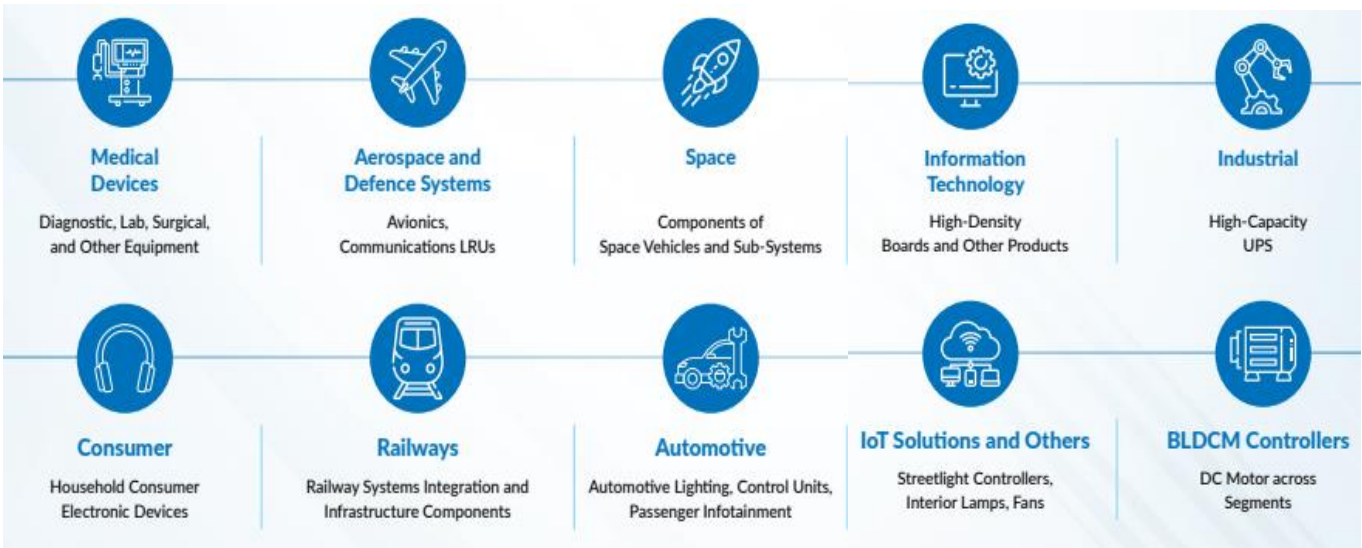 Medical
Devices
Diagnostic, Lab, Surgical,
and Other Equipment
Aerospace and
Defence Systems
Avionics,
Communications LRUs
Space
Components of
Space Vehicles and Sub-Systems
Information
Technology
High-Density
Boards and Other Products
Industrial
High-Capacity
UPS
Consumer
Household Consumer
Electronic Devices
Railways
Railway Systems Integration and
Infrastructure Components
Automotive
Automotive Lighting, Control Units,
Passenger Infotainment
IoT Solutions and Others
Streetlight Controllers,
Interior Lamps, Fans
BLDCM Controllers
DC Motor across
Segments